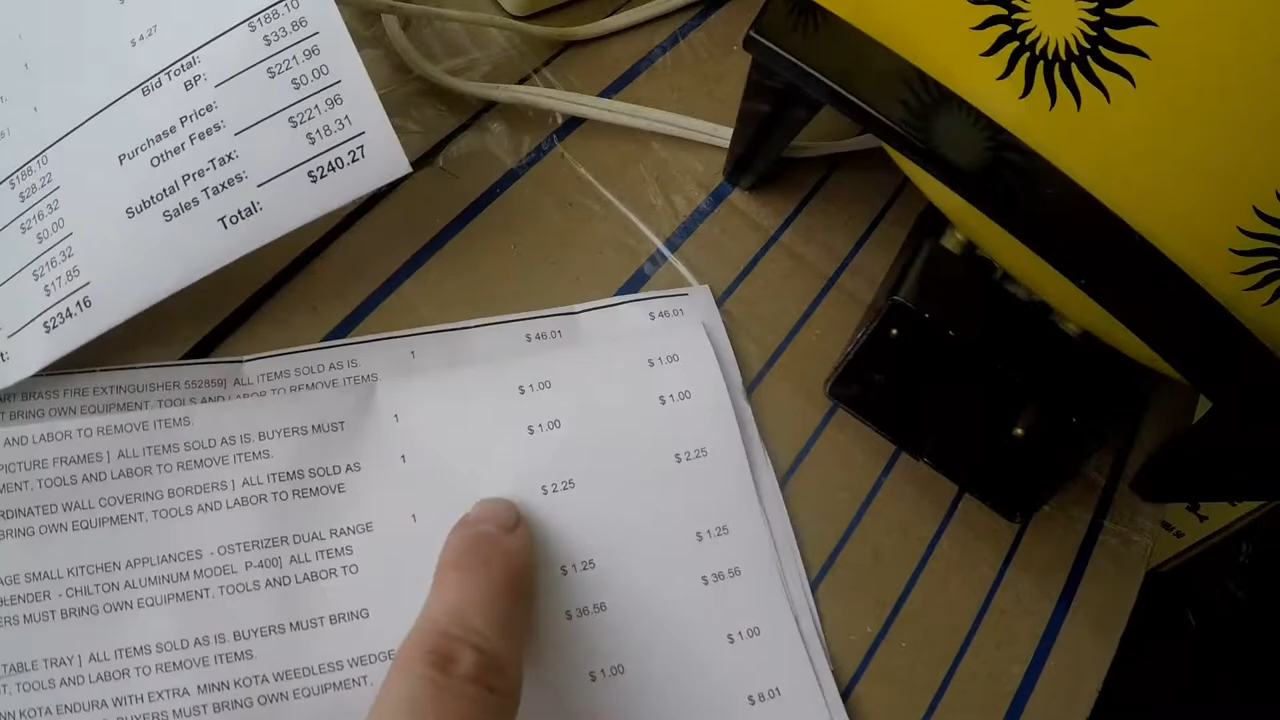 $ 4.27
Bid Total: $188.10
BP: $33.86
Purchase Price: $221.96
Other Fees: $0.00
Subtotal Pre-Tax: $221.96
Sales Taxes: $18.31
Total: $240.27
$188.10
$28.22
$216.32
$0.00
$216.32
$17.85
$234.16
ART BRASS FIRE EXTINGUISHER 552859] ALL ITEMS SOLD AS IS. 1 $ 46.01 $ 46.01
T BRING OWN EQUIPMENT, TOOLS AND LABOR TO REMOVE ITEMS.
AND LABOR TO REMOVE ITEMS.
PICTURE FRAMES ] ALL ITEMS SOLD AS IS. BUYERS MUST 1 $ 1.00 $ 1.00
MENT, TOOLS AND LABOR TO REMOVE ITEMS.
RDINATED WALL COVERING BORDERS ] ALL ITEMS SOLD AS 1 $ 1.00 $ 1.00
BRING OWN EQUIPMENT, TOOLS AND LABOR TO REMOVE
AGE SMALL KITCHEN APPLIANCES - OSTERIZER DUAL RANGE 1 $ 2.25 $ 2.25
BLENDER - CHILTON ALUMINUM MODEL P-400] ALL ITEMS
ERS MUST BRING OWN EQUIPMENT, TOOLS AND LABOR TO
TABLE TRAY ] ALL ITEMS SOLD AS IS. BUYERS MUST BRING $ 1.25 $ 1.25
T, TOOLS AND LABOR TO REMOVE ITEMS.
NN KOTA ENDURA WITH EXTRA MINN KOTA WEEDLESS WEDGE $ 36.56 $ 36.56
BUYERS MUST BRING OWN EQUIPMENT,
$ 1.00 $ 1.00
$ 8.01